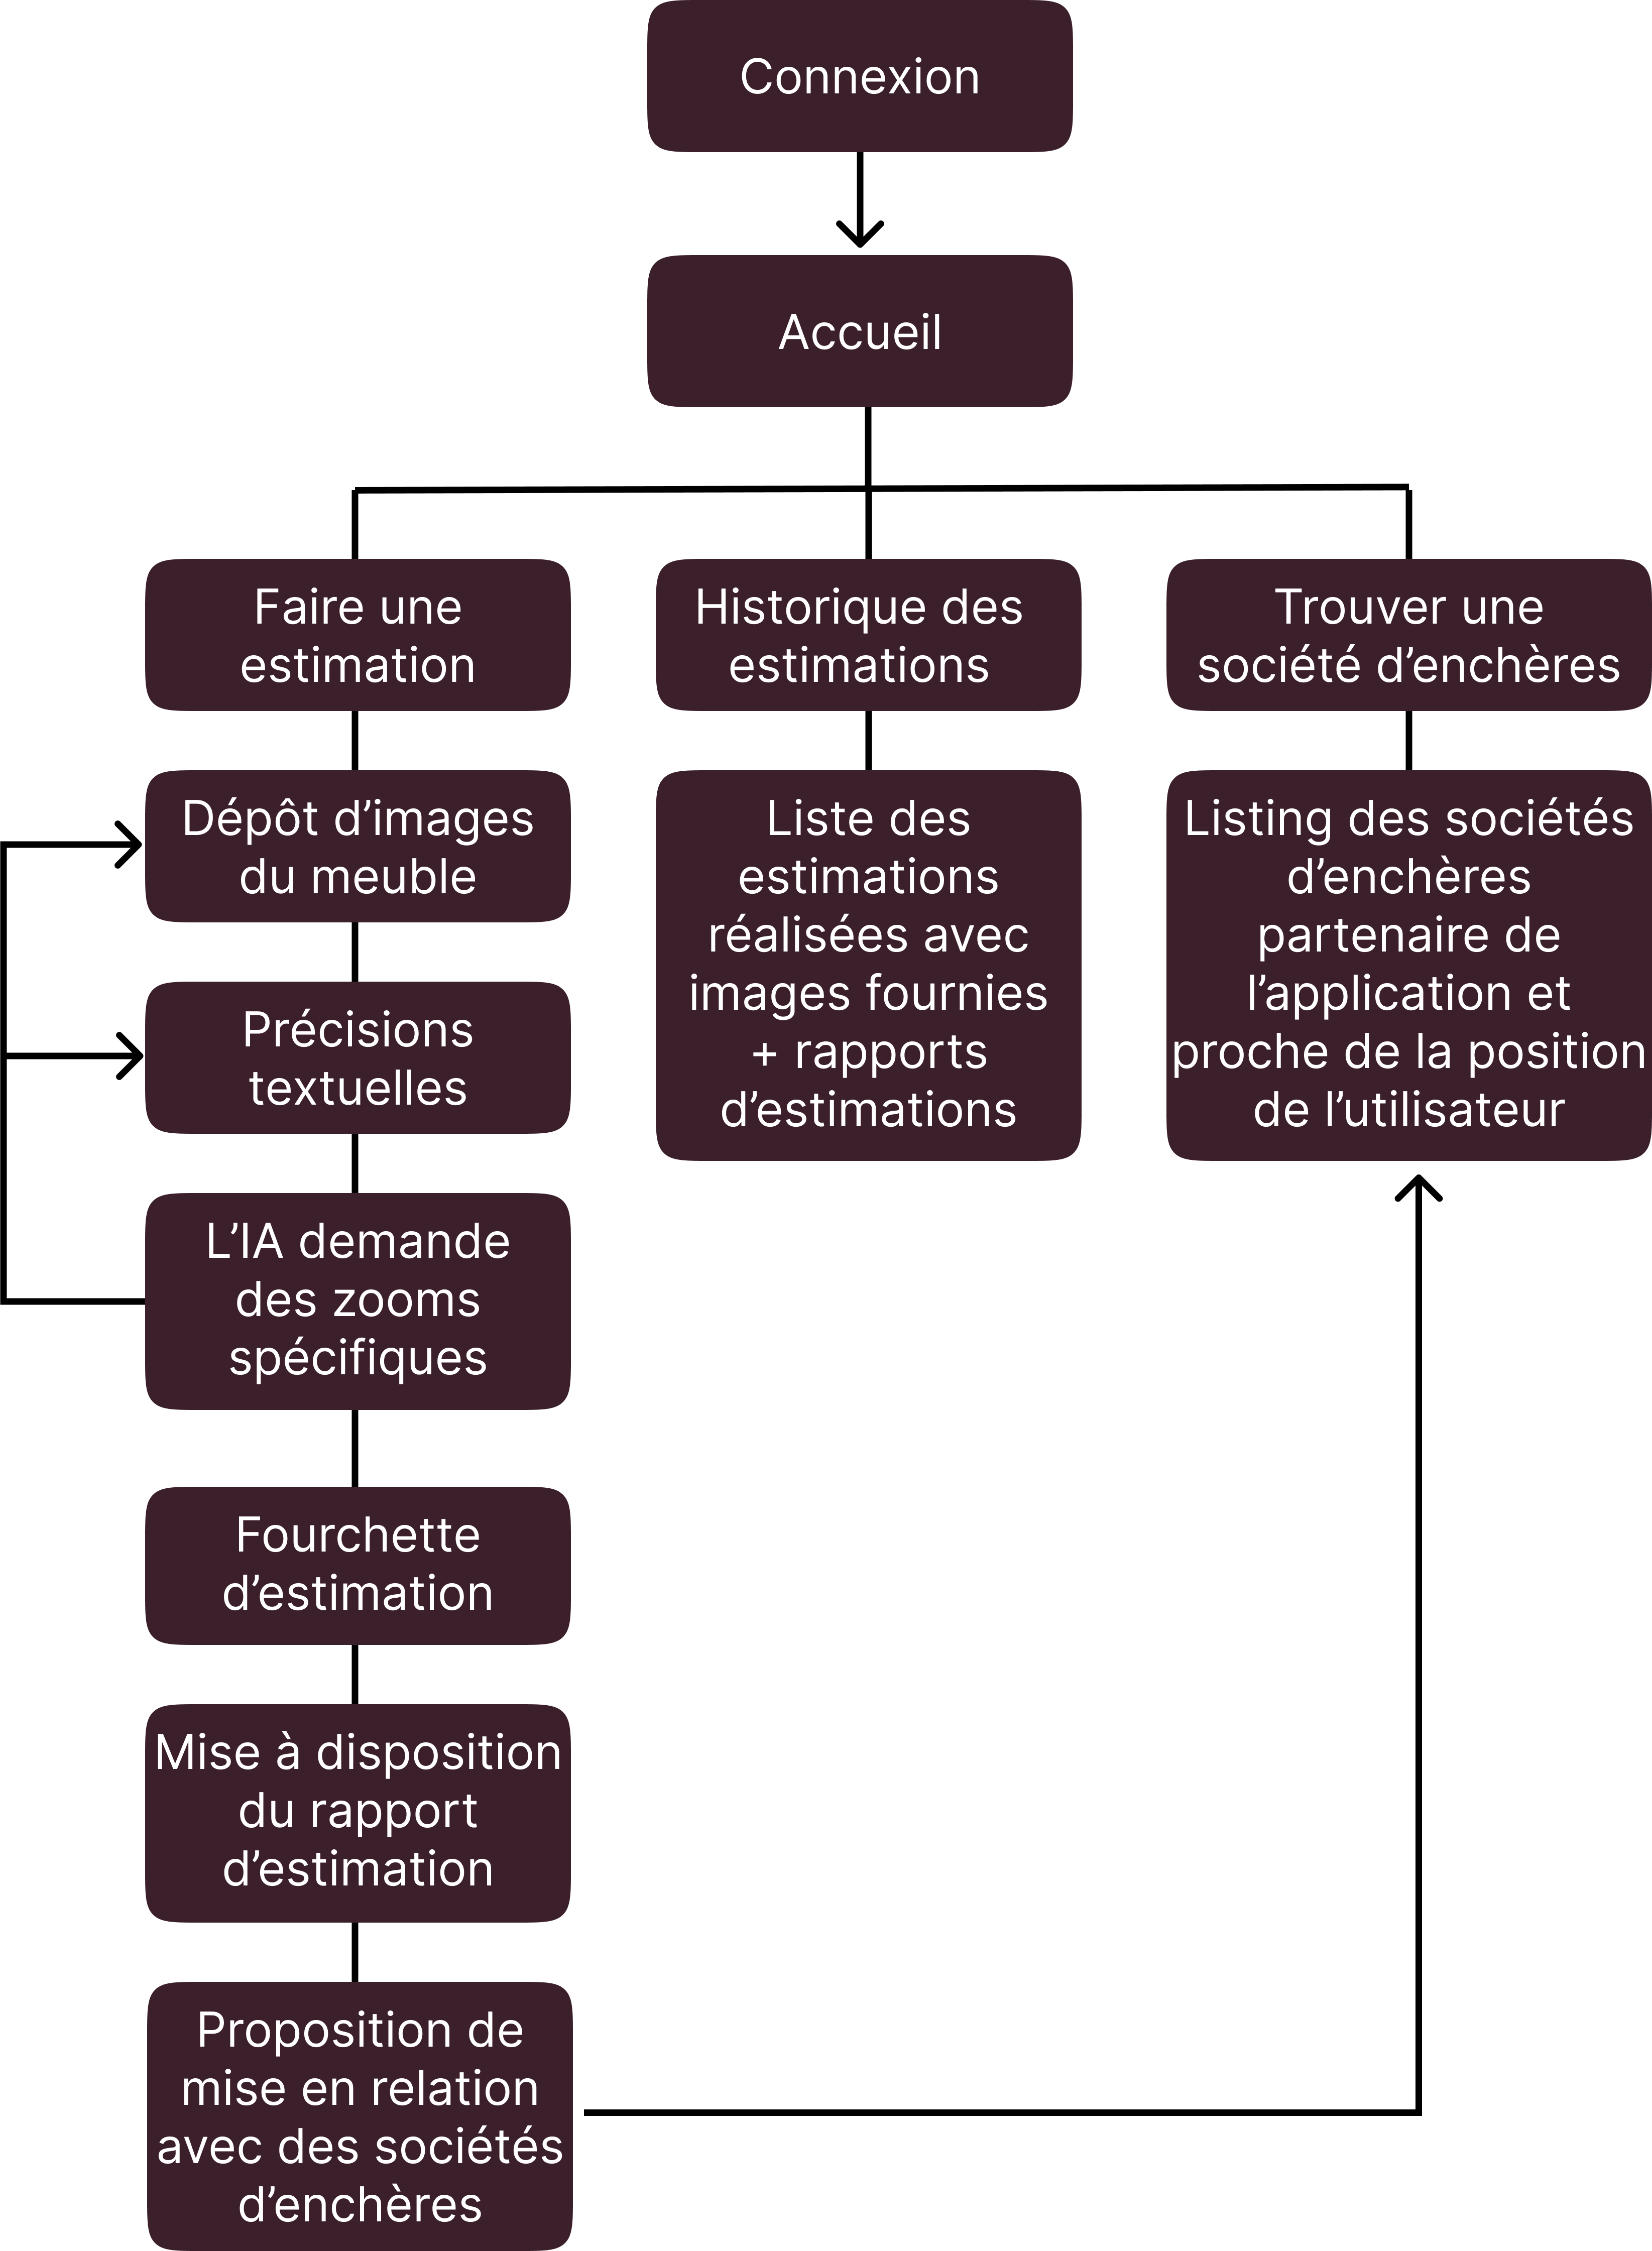 Connexion
Accueil
Faire une
estimation
Historique des
estimations
Trouver une
société d’enchères
Dépôt d’images
du meuble
Précisions
textuelles
L’IA demande
des zooms
spécifiques
Fourchette
d’estimation
Mise à disposition
du rapport
d’estimation
Proposition de
mise en relation
avec des sociétés
d’enchères
Liste des
estimations
réalisées avec
images fournies
+ rapports
d’estimations
Listing des sociétés
d’enchères
partenaire de
l’application et
proche de la position
de l’utilisateur